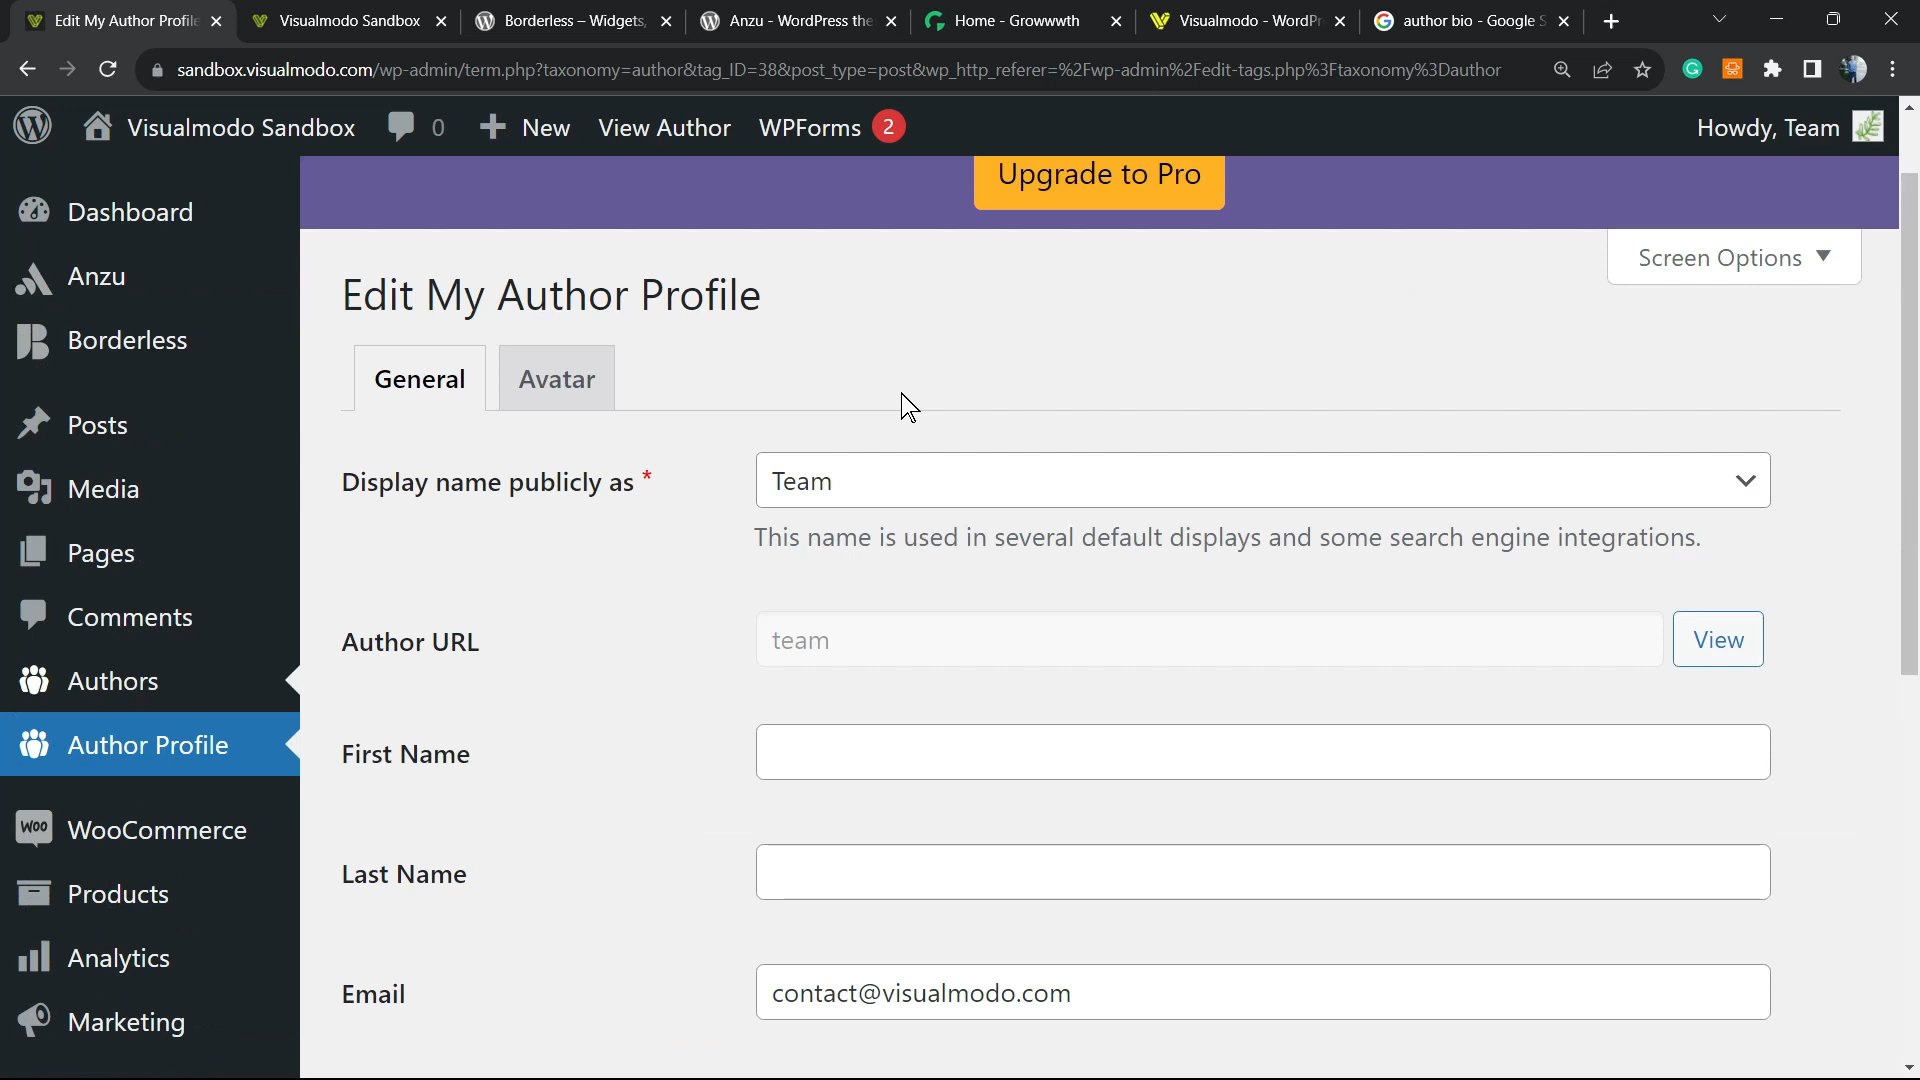 Edit My Author Profile
Visualmodo Sandbox
Borderless – Widgets,
Anzu - WordPress the
Home - Growwwth
Visualmodo - WordPr
author bio - Google S
sandbox.visualmodo.com/wp-admin/term.php?taxonomy=author&tag_ID=38&post_type=post&wp_http_referer=%2Fwp-admin%2Fedit-tags.php%3Ftaxonomy%3Dauthor
Visualmodo Sandbox
0
New
View Author
WPForms 2
Howdy, Team
Dashboard
Anzu
Borderless
Posts
Media
Pages
Comments
Authors
Author Profile
WooCommerce
Products
Analytics
Marketing
Upgrade to Pro
Screen Options
Edit My Author Profile
General
Avatar
Display name publicly as *
Team
This name is used in several default displays and some search engine integrations.
Author URL
team
View
First Name
Last Name
Email
contact@visualmodo.com